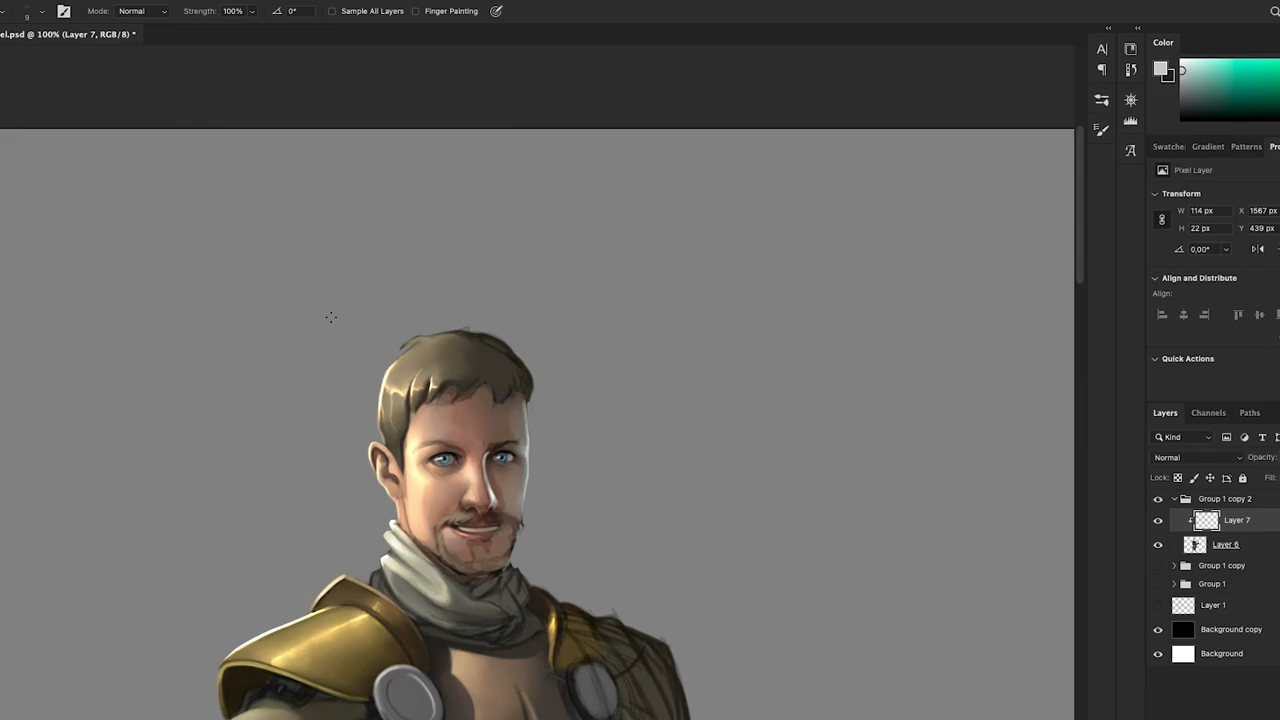 9 Mode: Normal Strength: 100% 0° Sample All Layers Finger Painting
el.psd @ 100% (Layer 7, RGB/8) *
Color
Swatche: Gradient Patterns Pro
Pixel Layer
Transform
W 114 px X 1567 px
H 22 px Y 439 px
0,00°
Align and Distribute
Align:
Quick Actions
Layers Channels Paths
Kind
Normal Opacity:
Lock: Fill:
Group 1 copy 2
Layer 7
Layer 6
Group 1 copy
Group 1
Layer 1
Background copy
Background